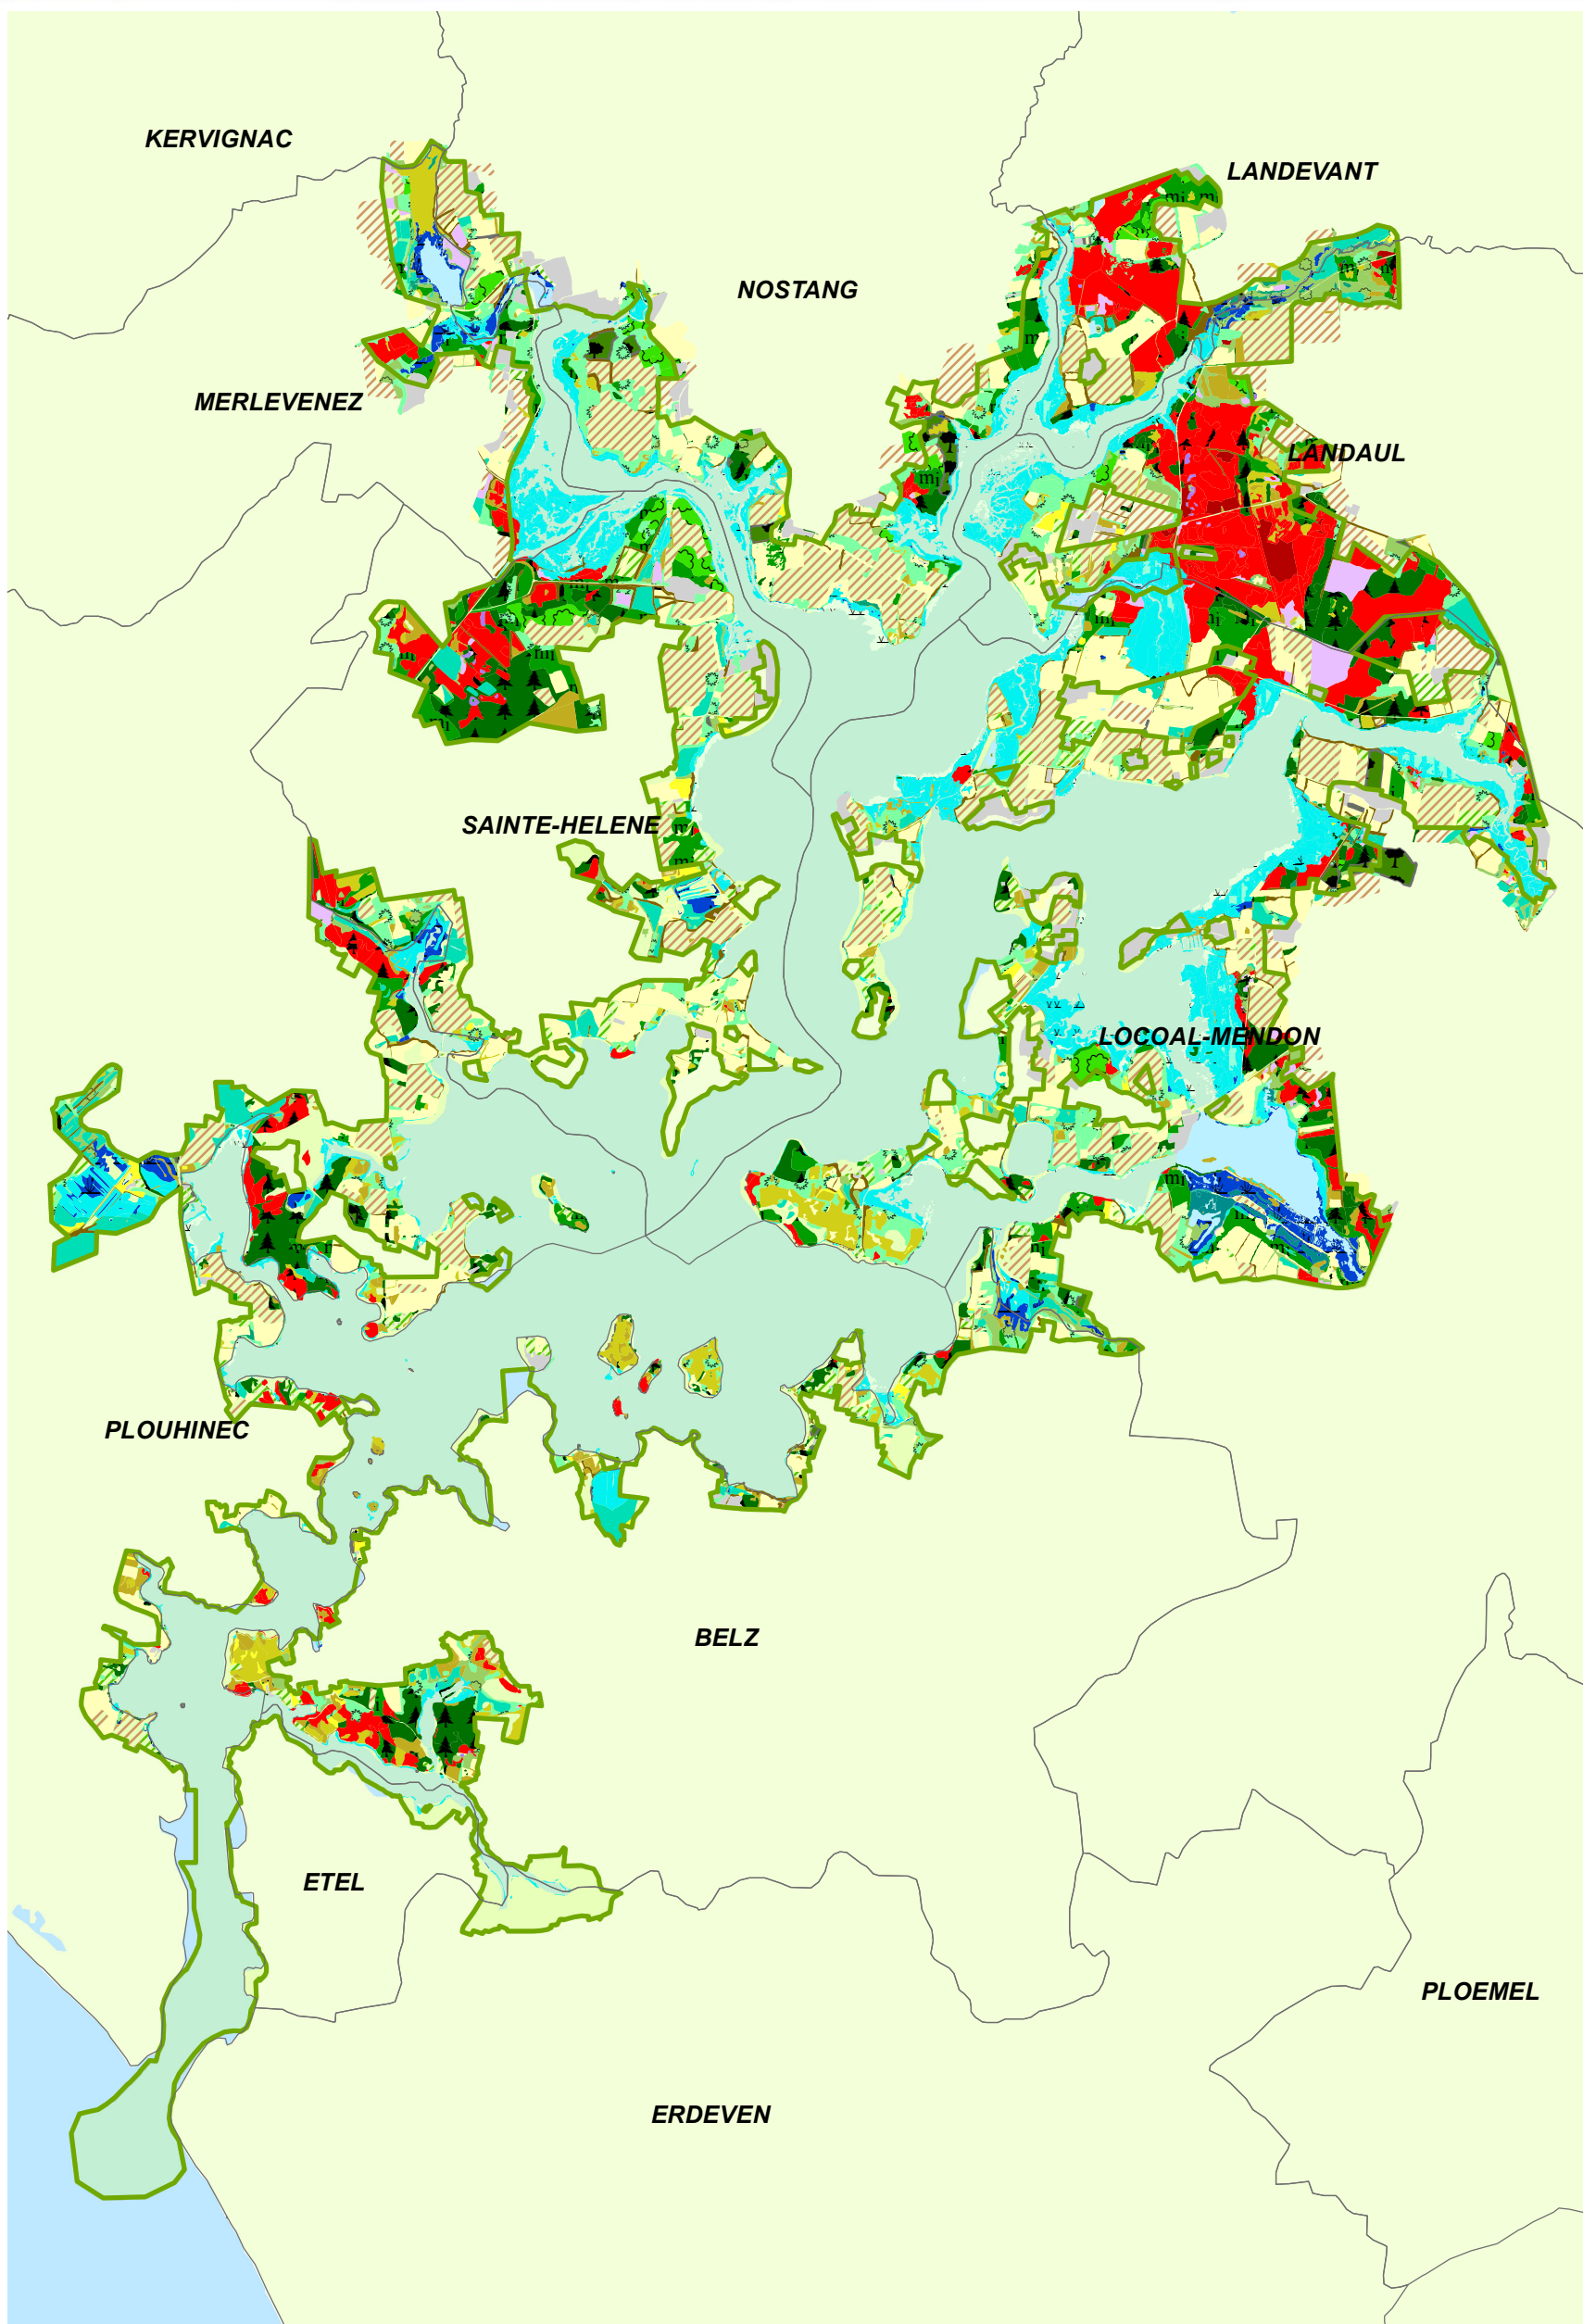 KERVIGNAC
LANDEVANT
NOSTANG
MERLEVENEZ
LANDAUL
SAINTE-HELENE
LOCOAL-MENDON
PLOUHINEC
BELZ
ETEL
PLOEMEL
ERDEVEN